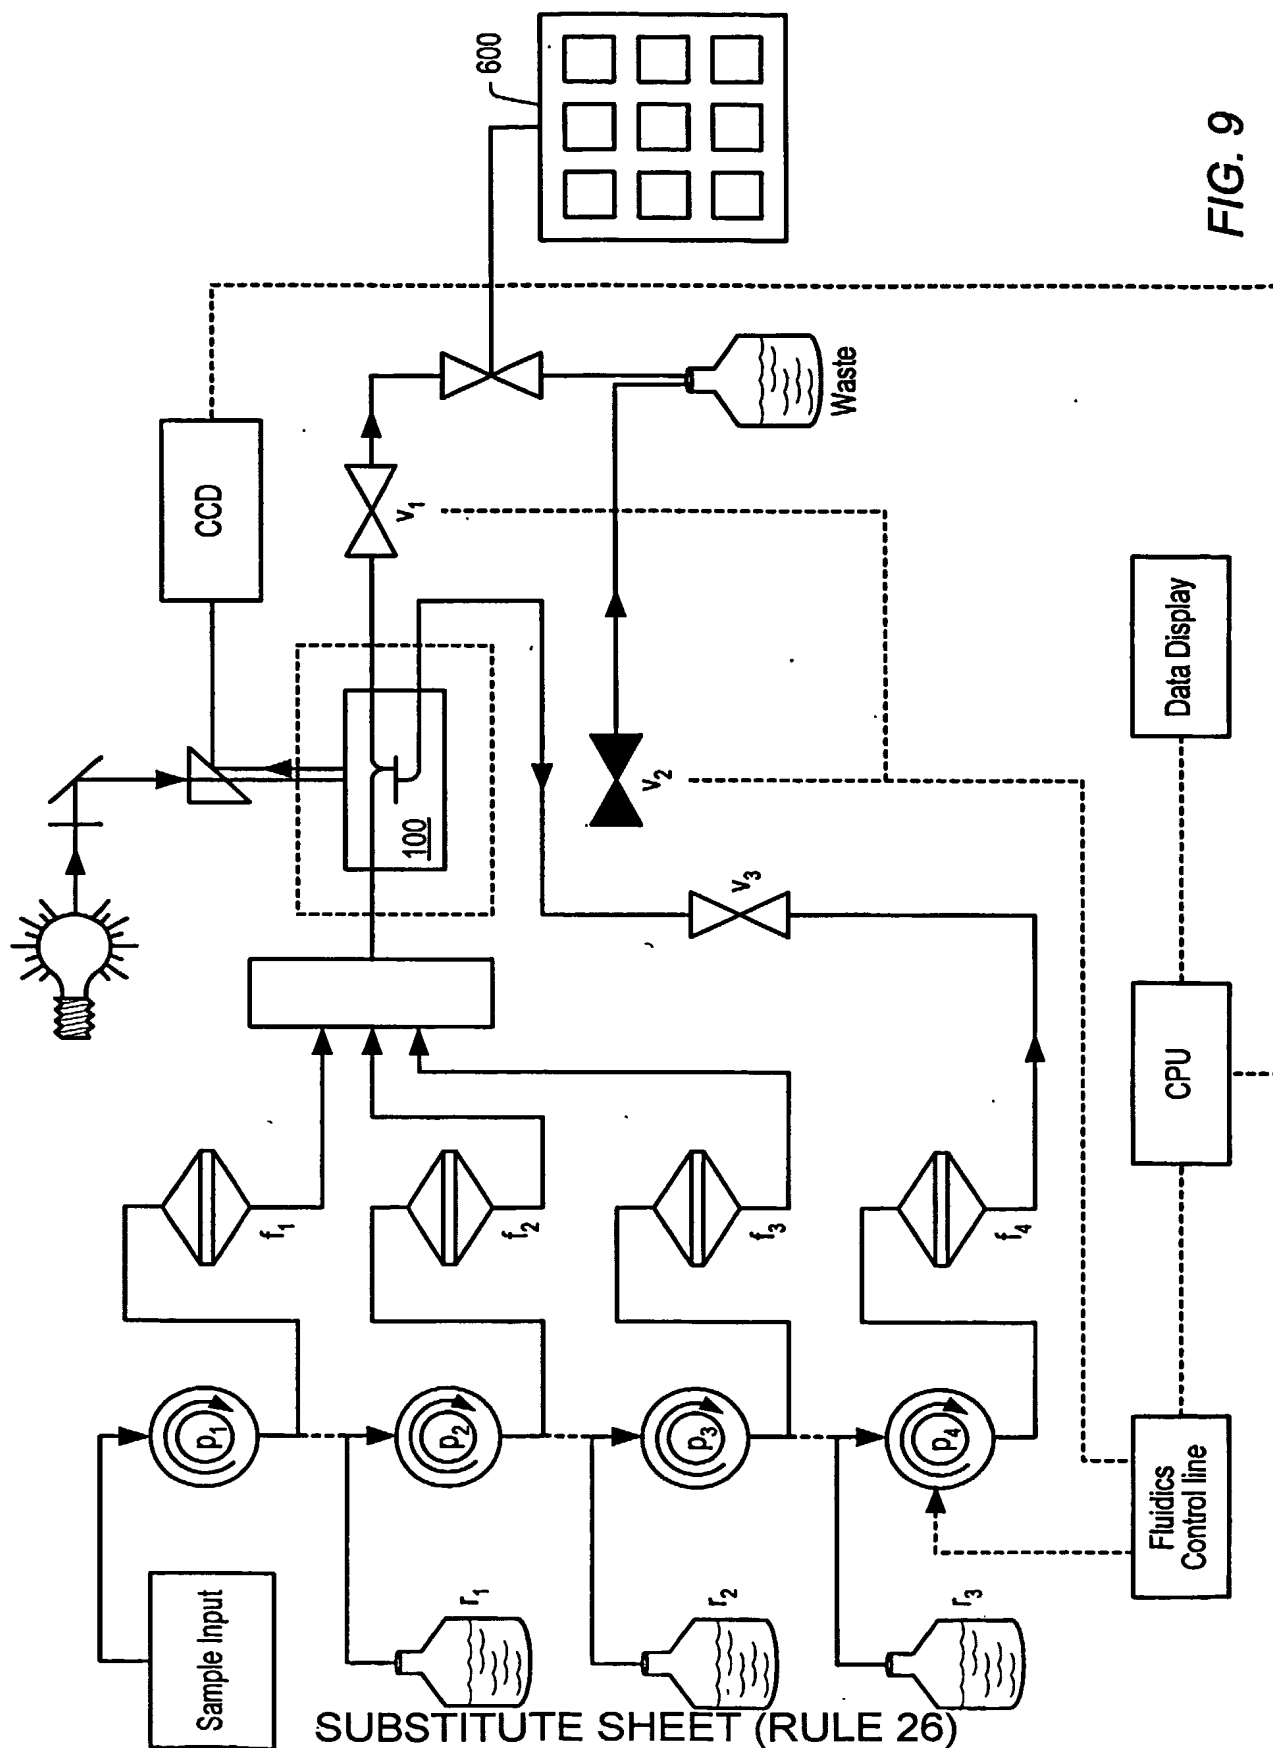 600
FIG. 9
CCD
Waste
v1
100
v2
v3
Data Display
CPU
f1
f2
f3
f4
p1
p2
p3
p4
Fluidics
Control line
Sample Input
r1
r2
r3
SUBSTITUTE SHEET (RULE 26)